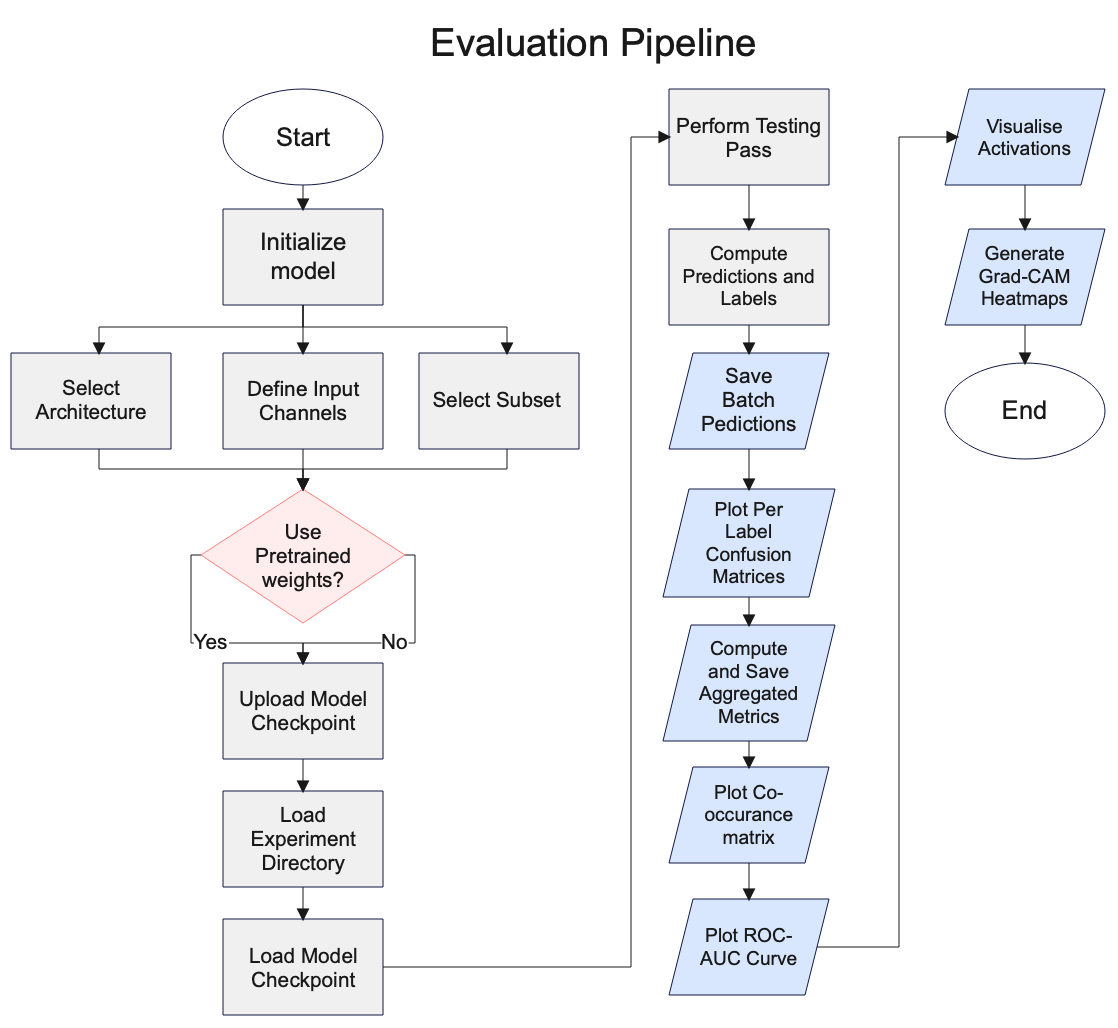 Evaluation Pipeline
Start
Initialize
model
Select
Architecture
Define Input
Channels
Select Subset
Use
Pretrained
weights?
Yes
No
Upload Model
Checkpoint
Load
Experiment
Directory
Load Model
Checkpoint
Perform Testing
Pass
Compute
Predictions and
Labels
Save
Batch
Pedictions
Plot Per
Label
Confusion
Matrices
Compute
and Save
Aggregated
Metrics
Plot Co-
occurance
matrix
Plot ROC-
AUC Curve
Visualise
Activations
Generate
Grad-CAM
Heatmaps
End